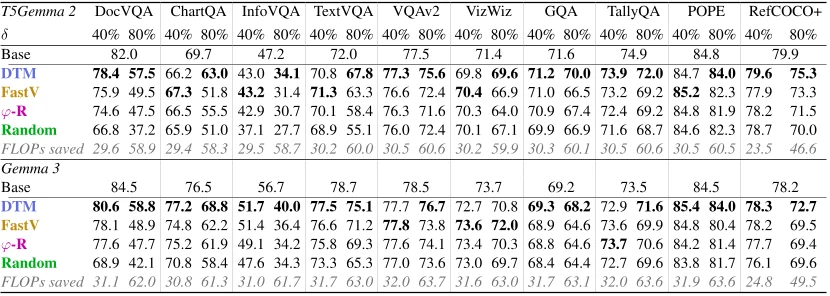 T5Gemma 2 DocVQA ChartQA InfoVQA TextVQA VQAv2 VizWiz GQA TallyQA POPE RefCOCO+
δ 40% 80% 40% 80% 40% 80% 40% 80% 40% 80% 40% 80% 40% 80% 40% 80% 40% 80% 40% 80%
Base 82.0 69.7 47.2 72.0 77.5 71.4 71.6 74.9 84.8 79.9
DTM 78.4 57.5 66.2 63.0 43.0 34.1 70.8 67.8 77.3 75.6 69.8 69.6 71.2 70.0 73.9 72.0 84.7 84.0 79.6 75.3
FastV 75.9 49.5 67.3 51.8 43.2 31.4 71.3 63.3 76.6 72.4 70.4 66.9 71.0 66.5 73.2 69.2 85.2 82.3 77.9 73.3
φ-R 74.6 47.5 66.5 55.5 42.9 30.7 70.1 58.4 76.3 71.6 70.3 64.0 70.9 67.4 72.4 69.2 84.8 81.9 78.2 71.5
Random 66.8 37.2 65.9 51.0 37.1 27.7 68.9 55.1 76.0 72.4 70.1 67.1 69.9 66.9 71.6 68.7 84.6 82.3 78.7 70.0
FLOPs saved 29.6 58.9 29.4 58.3 29.5 58.7 30.2 60.0 30.5 60.6 30.2 59.9 30.3 60.1 30.5 60.6 30.5 60.5 23.5 46.6
Gemma 3
Base 84.5 76.5 56.7 78.7 78.5 73.7 69.2 73.5 84.5 78.2
DTM 80.6 58.8 77.2 68.8 51.7 40.0 77.5 75.1 77.7 76.7 72.7 70.8 69.3 68.2 72.9 71.6 85.4 84.0 78.3 72.7
FastV 78.1 48.9 74.8 62.2 51.4 36.4 76.6 71.2 77.8 73.8 73.6 72.0 68.9 64.6 73.6 69.9 84.8 80.4 78.2 69.5
φ-R 77.6 47.7 75.2 61.9 49.1 34.2 75.8 69.3 77.6 74.1 73.4 70.3 68.8 64.6 73.7 70.6 84.2 81.4 77.7 69.4
Random 68.9 42.1 70.8 58.4 47.6 34.3 73.3 65.3 77.0 73.6 73.0 69.7 68.4 64.4 72.7 69.6 83.8 81.7 76.1 69.6
FLOPs saved 31.1 62.0 30.8 61.3 31.0 61.7 31.7 63.0 32.0 63.7 31.6 63.0 31.7 63.1 32.0 63.6 31.9 63.6 24.8 49.5